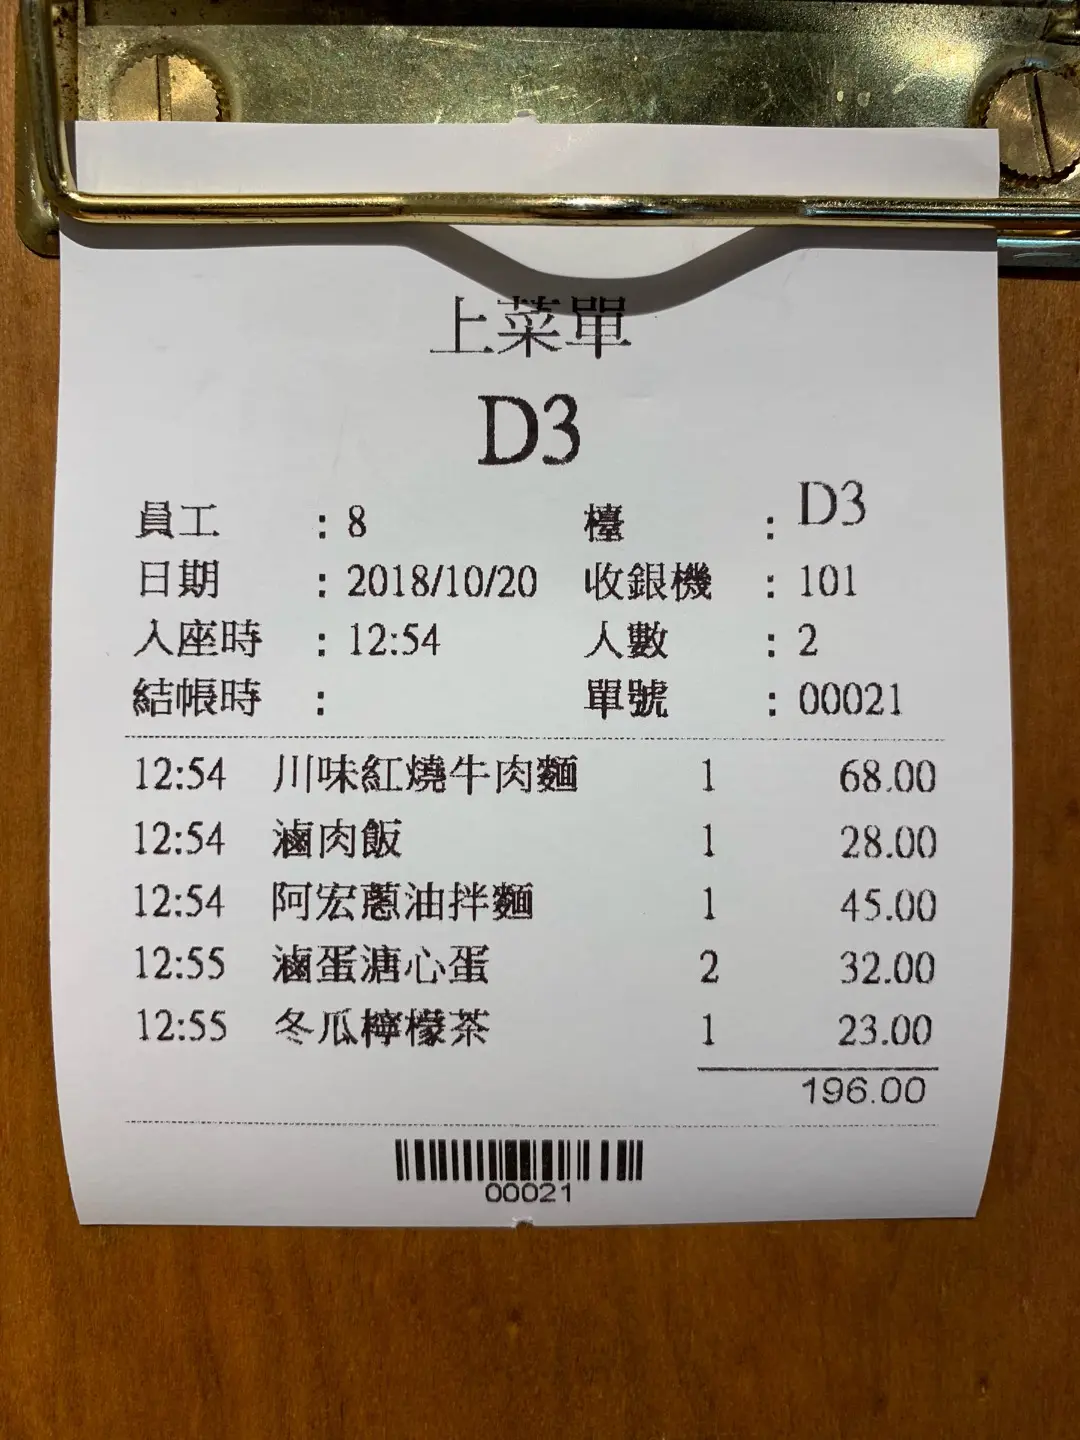 上菜單
D3
員工 : 8 檯 : D3
日期 : 2018/10/20 收銀機 : 101
入座時 : 12:54 人數 : 2
結帳時 : 單號 : 00021
12:54 川味紅燒牛肉麵 1 68.00
12:54 滷肉飯 1 28.00
12:54 阿宏蔥油拌麵 1 45.00
12:55 滷蛋溏心蛋 2 32.00
12:55 冬瓜檸檬茶 1 23.00
196.00
00021